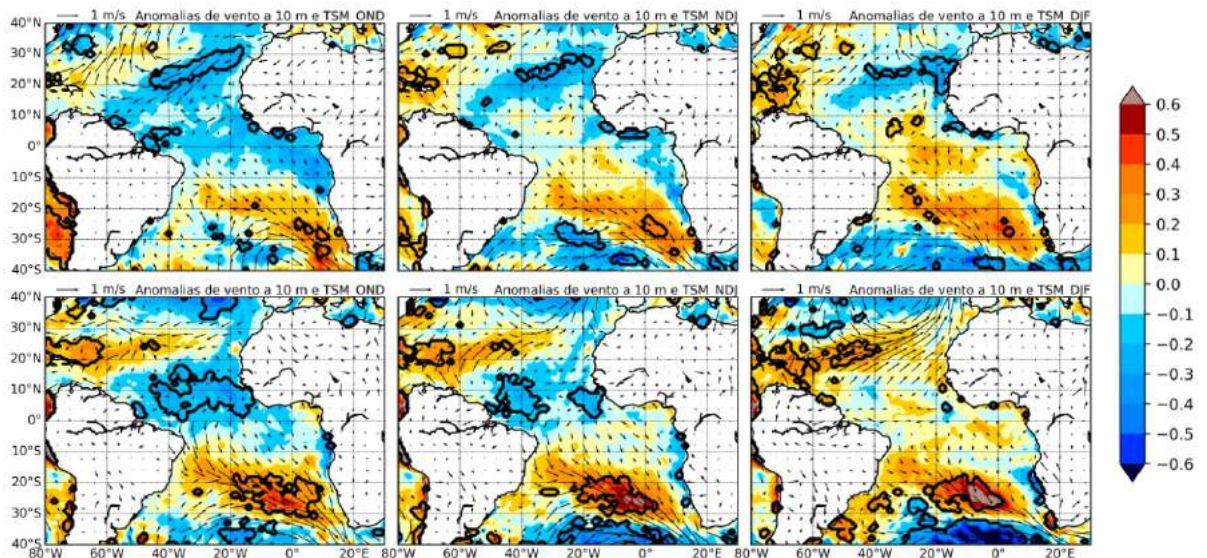 1 m/s Anomalias de vento a 10 m e TSM_OND
1 m/s Anomalias de vento a 10 m e TSM_NDJ
1 m/s Anomalias de vento a 10 m e TSM_DJF
40°N
30°N
20°N
10°N
0°
10°S
20°S
30°S
40°S
0.6
0.5
0.4
0.3
0.2
0.1
0.0
−0.1
−0.2
−0.3
−0.4
−0.5
−0.6
1 m/s Anomalias de vento a 10 m e TSM_OND
1 m/s Anomalias de vento a 10 m e TSM_NDJ
1 m/s Anomalias de vento a 10 m e TSM_DJF
40°N
30°N
20°N
10°N
0°
10°S
20°S
30°S
40°S
80°W 60°W 40°W 20°W 0° 20°E
80°W 60°W 40°W 20°W 0° 20°E
80°W 60°W 40°W 20°W 0° 20°E